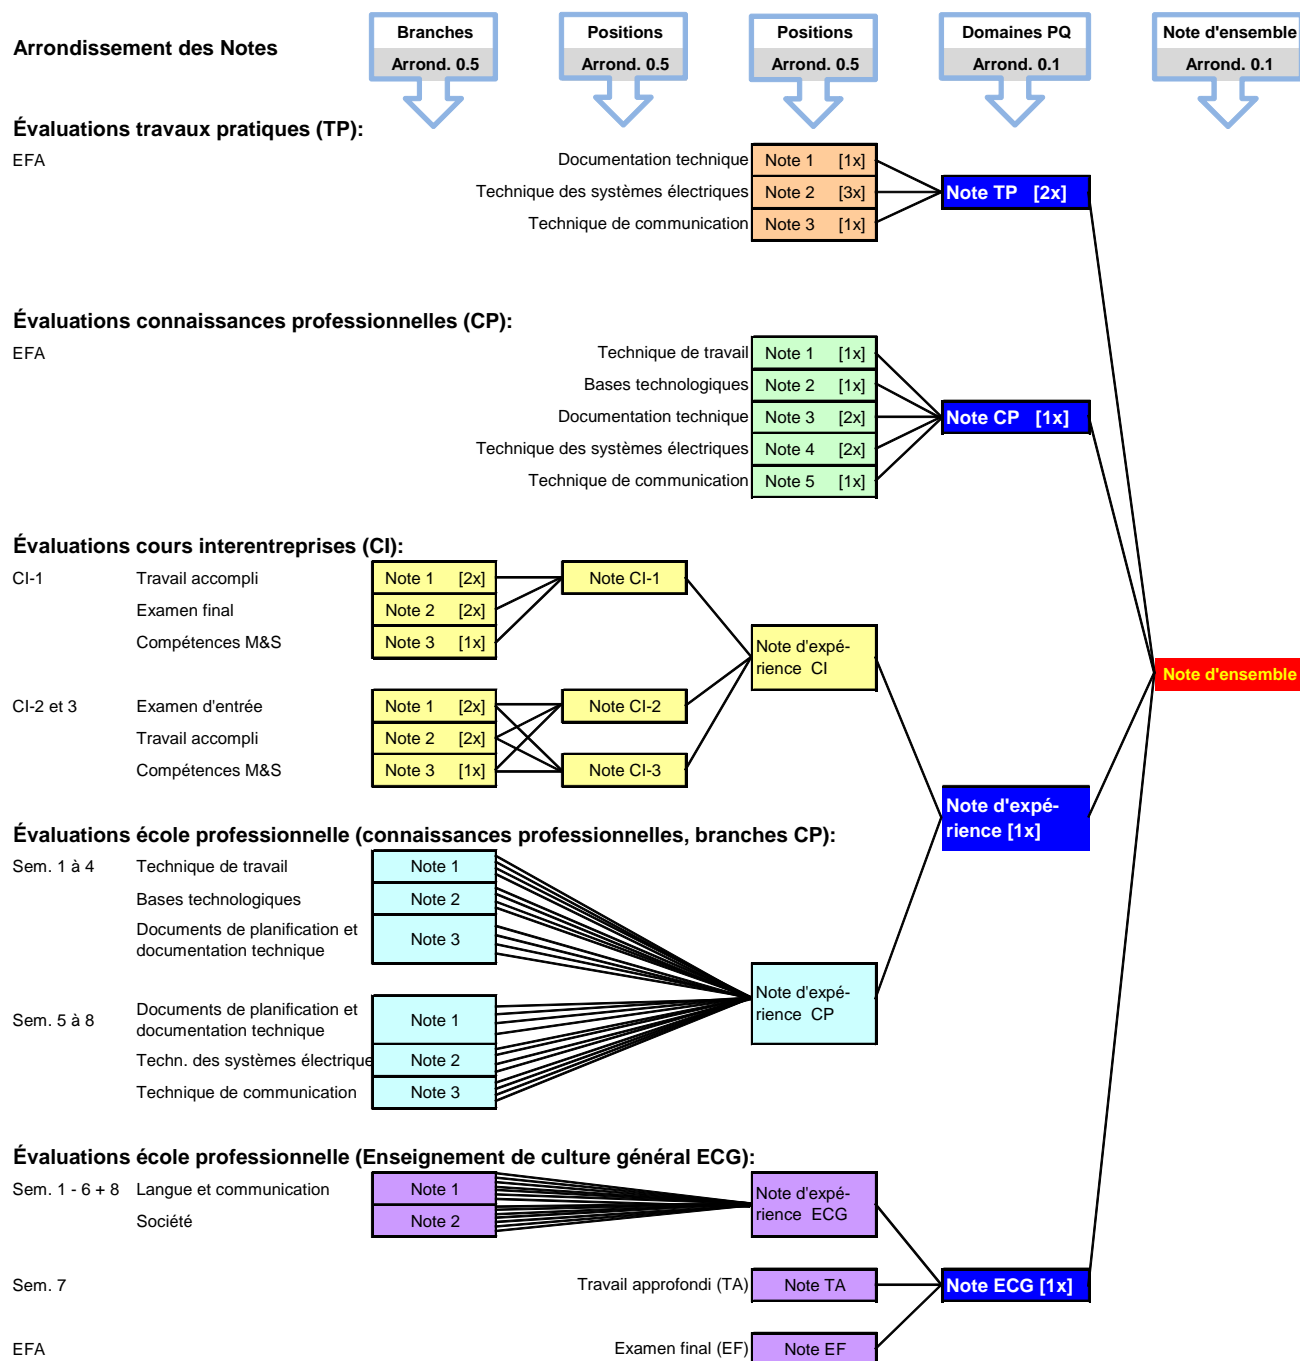 Arrondissement des Notes
Branches
Arrond. 0.5
Positions
Arrond. 0.5
Positions
Arrond. 0.5
Domaines PQ
Arrond. 0.1
Note d'ensemble
Arrond. 0.1
Évaluations travaux pratiques (TP):
EFA
Documentation technique Note 1 [1x]
Technique des systèmes électriques Note 2 [3x]
Technique de communication Note 3 [1x]
Note TP [2x]
Évaluations connaissances professionnelles (CP):
EFA
Technique de travail Note 1 [1x]
Bases technologiques Note 2 [1x]
Documentation technique Note 3 [2x]
Technique des systèmes électriques Note 4 [2x]
Technique de communication Note 5 [1x]
Note CP [1x]
Évaluations cours interentreprises (CI):
CI-1 Travail accompli Note 1 [2x] Note CI-1
Examen final Note 2 [2x]
Compétences M&S Note 3 [1x]
Note d'expé-
rience CI
Note d'ensemble
CI-2 et 3 Examen d'entrée Note 1 [2x] Note CI-2
Travail accompli Note 2 [2x]
Compétences M&S Note 3 [1x] Note CI-3
Note d'expé-
rience [1x]
Évaluations école professionnelle (connaissances professionnelles, branches CP):
Sem. 1 à 4 Technique de travail Note 1
Bases technologiques Note 2
Documents de planification et
documentation technique
Note 3
Note d'expé-
rience CP
Sem. 5 à 8
Documents de planification et
documentation technique
Note 1
Techn. des systèmes électrique Note 2
Technique de communication Note 3
Évaluations école professionnelle (Enseignement de culture général ECG):
Sem. 1 - 6 + 8 Langue et communication Note 1
Société Note 2
Note d'expé-
rience ECG
Sem. 7 Travail approfondi (TA) Note TA
Note ECG [1x]
EFA Examen final (EF) Note EF